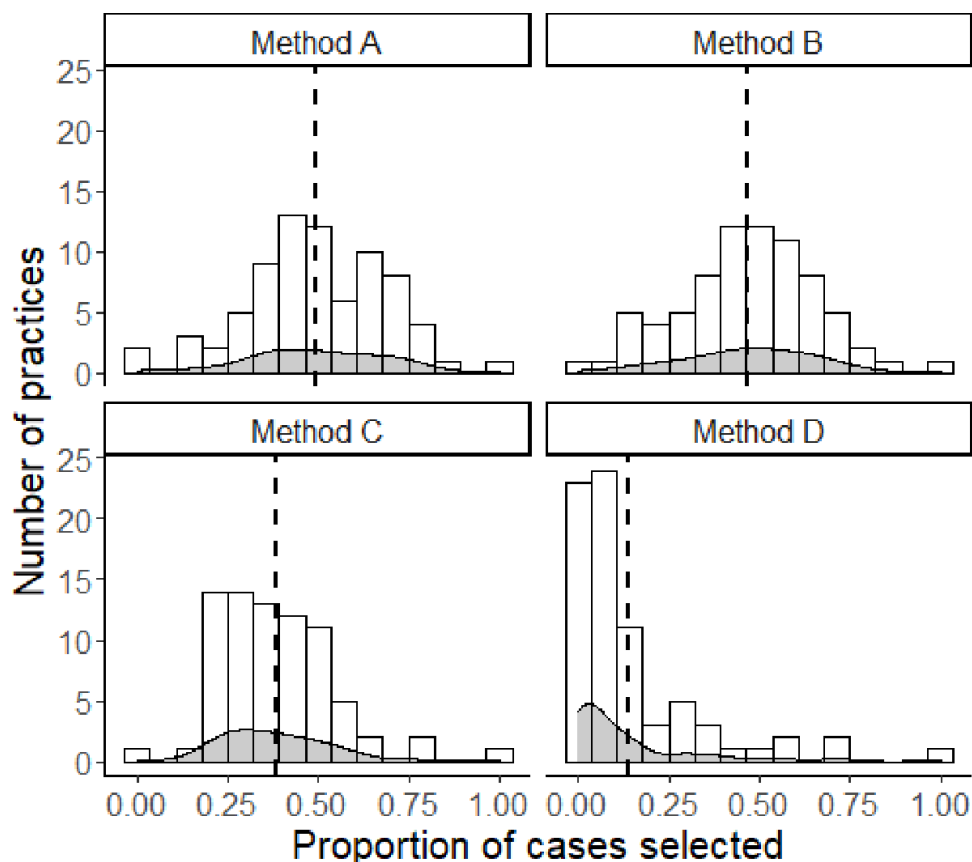 Method A
Method B
25
20
15
10
5
0
Method C
Method D
25
20
15
10
5
0
0.00 0.25 0.50 0.75 1.00
0.00 0.25 0.50 0.75 1.00
Number of practices
Proportion of cases selected